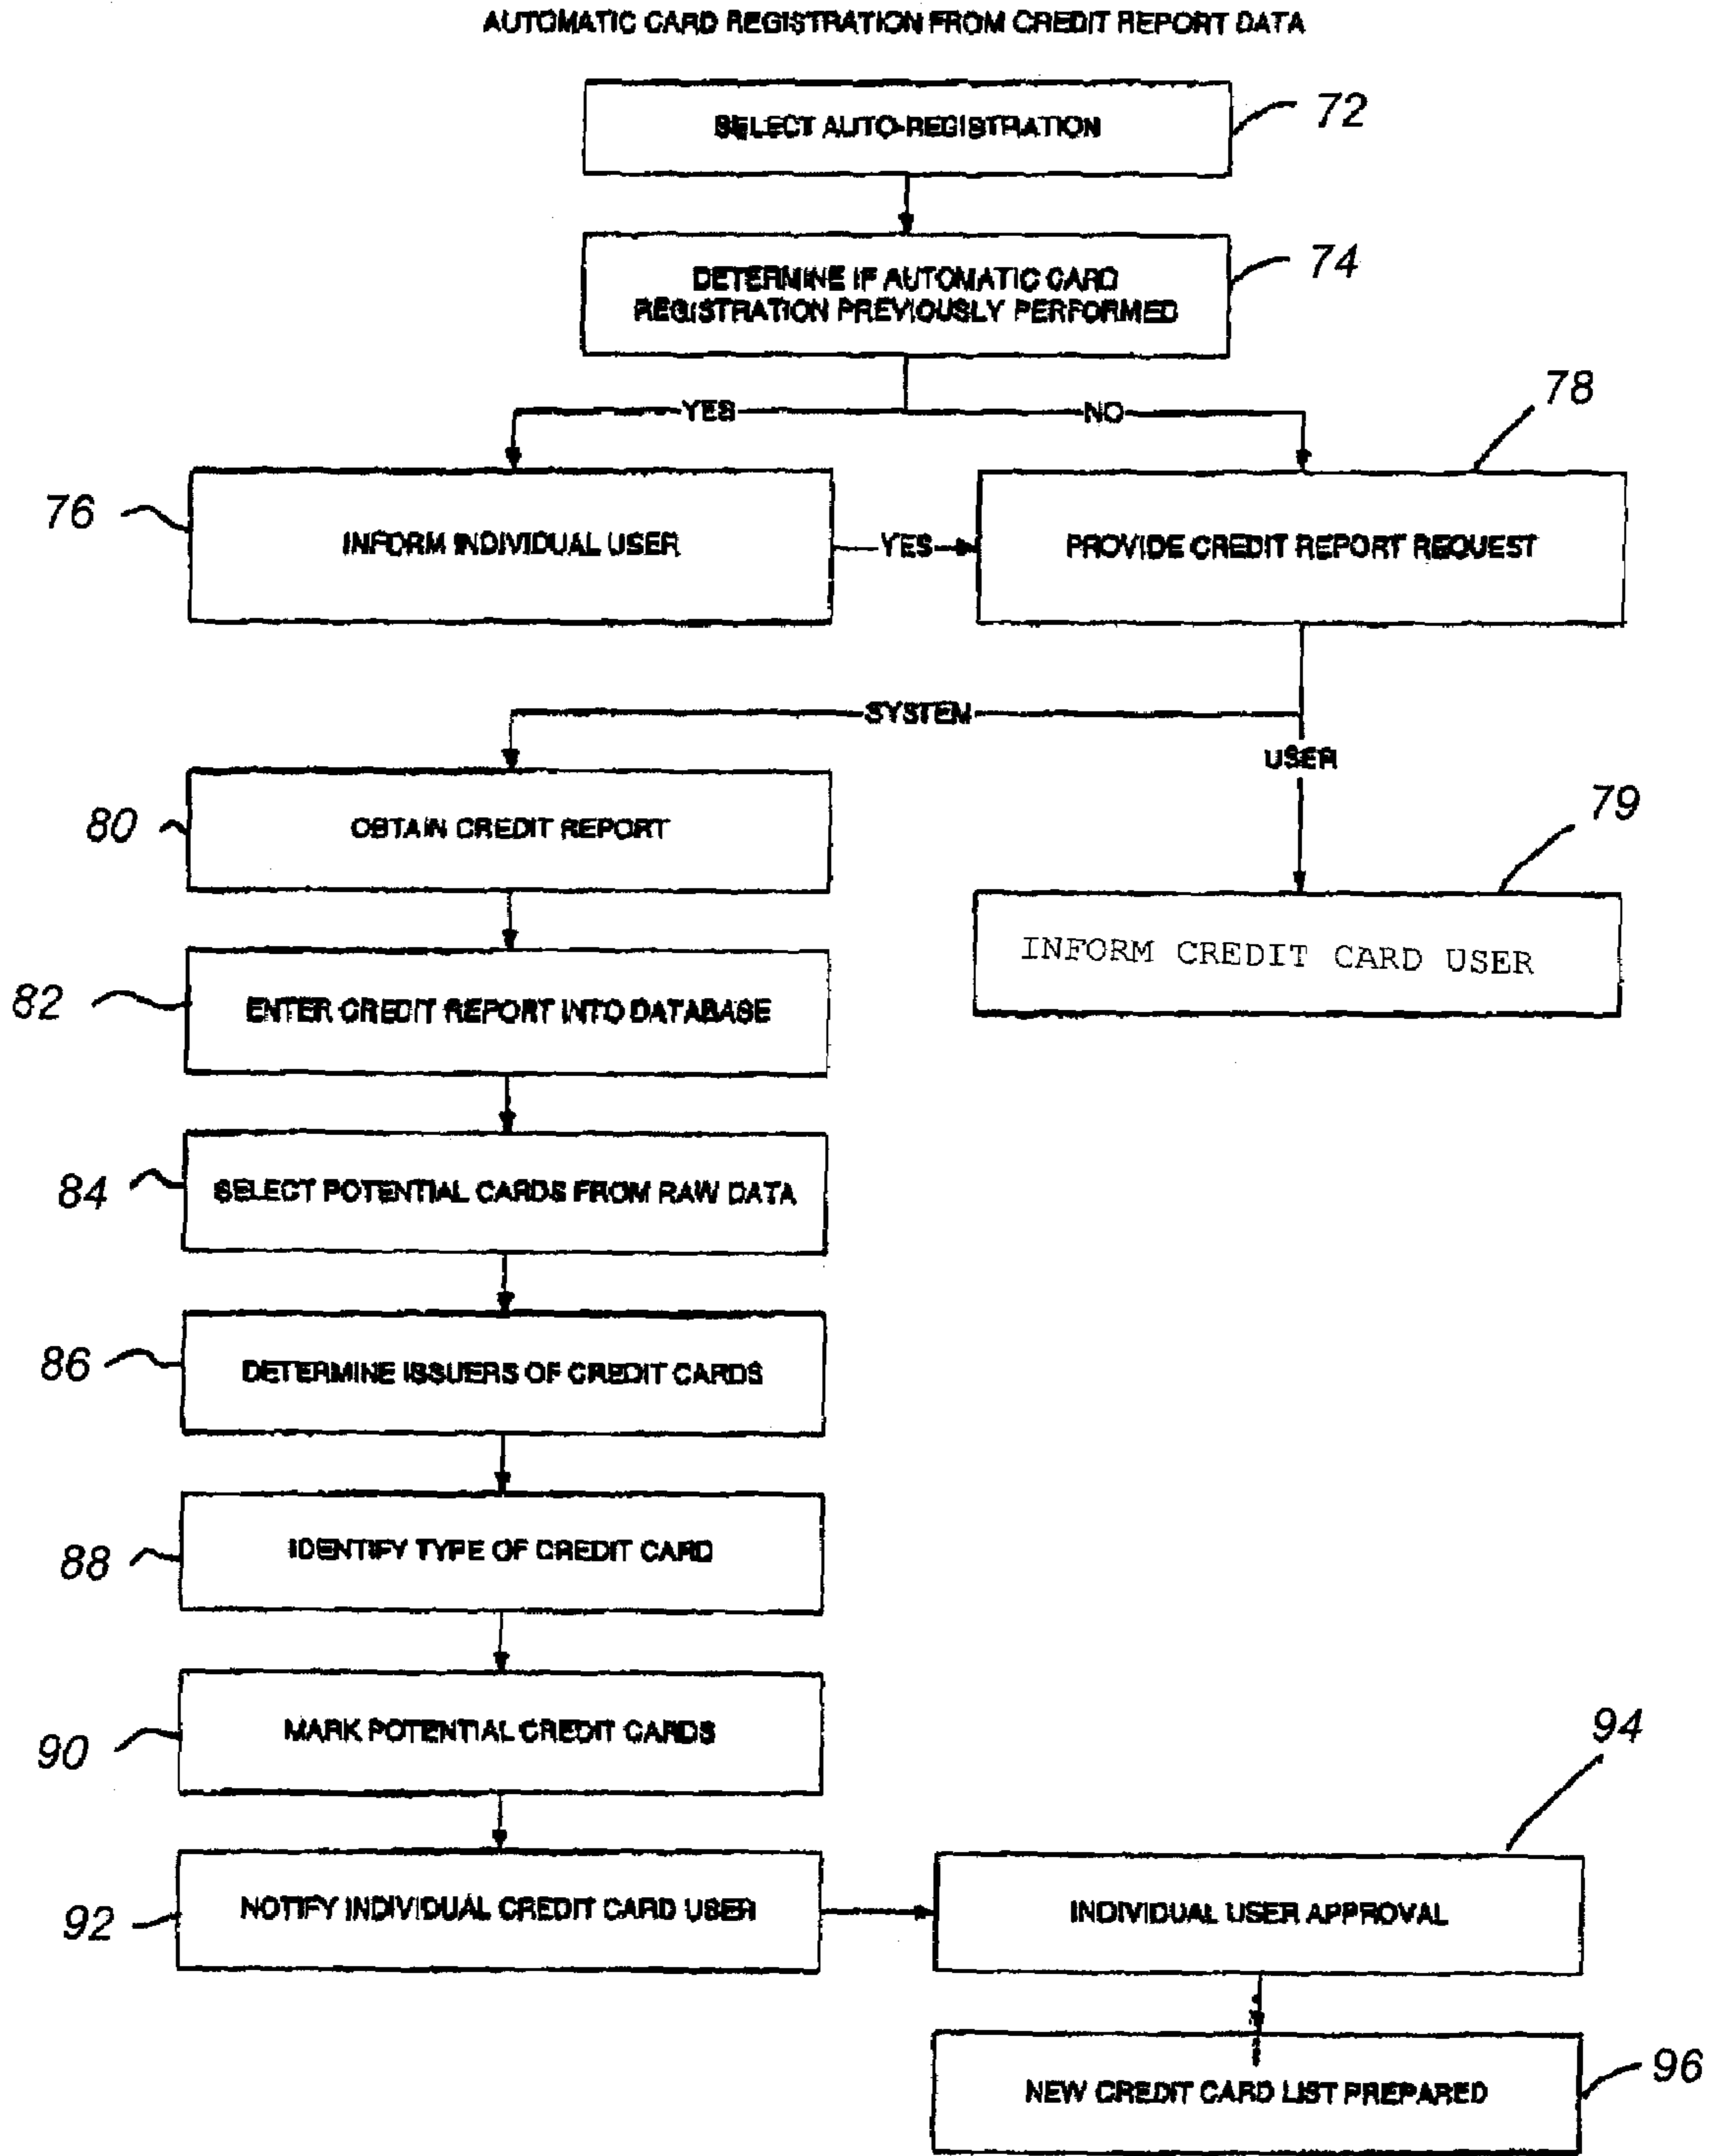 AUTOMATIC CARD REGISTRATION FROM CREDIT REPORT DATA
SELECT AUTO-REGISTRATION
72
DETERMINE IF AUTOMATIC CARD
REGISTRATION PREVIOUSLY PERFORMED
74
YES
NO
78
76
INFORM INDIVIDUAL USER
YES
PROVIDE CREDIT REPORT REQUEST
SYSTEM
USER
80
OBTAIN CREDIT REPORT
79
INFORM CREDIT CARD USER
82
ENTER CREDIT REPORT INTO DATABASE
84
SELECT POTENTIAL CARDS FROM RAW DATA
86
DETERMINE ISSUERS OF CREDIT CARDS
88
IDENTIFY TYPE OF CREDIT CARD
90
MARK POTENTIAL CREDIT CARDS
94
92
NOTIFY INDIVIDUAL CREDIT CARD USER
INDIVIDUAL USER APPROVAL
NEW CREDIT CARD LIST PREPARED
96